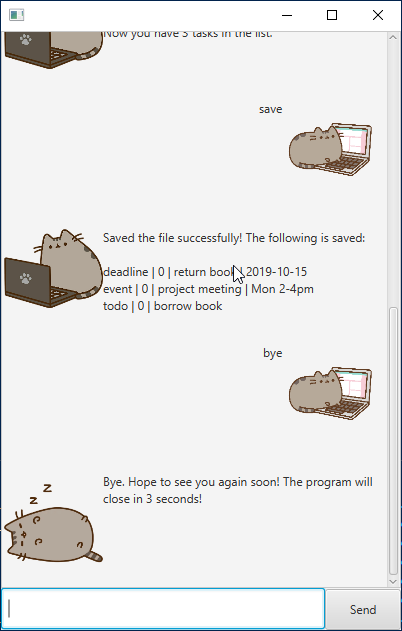 Now you have 3 tasks in the list.
save
Saved the file successfully! The following is saved:
deadline | 0 | return book | 2019-10-15
event | 0 | project meeting | Mon 2-4pm
todo | 0 | borrow book
bye
z
z
Bye. Hope to see you again soon! The program will
close in 3 seconds!
Send